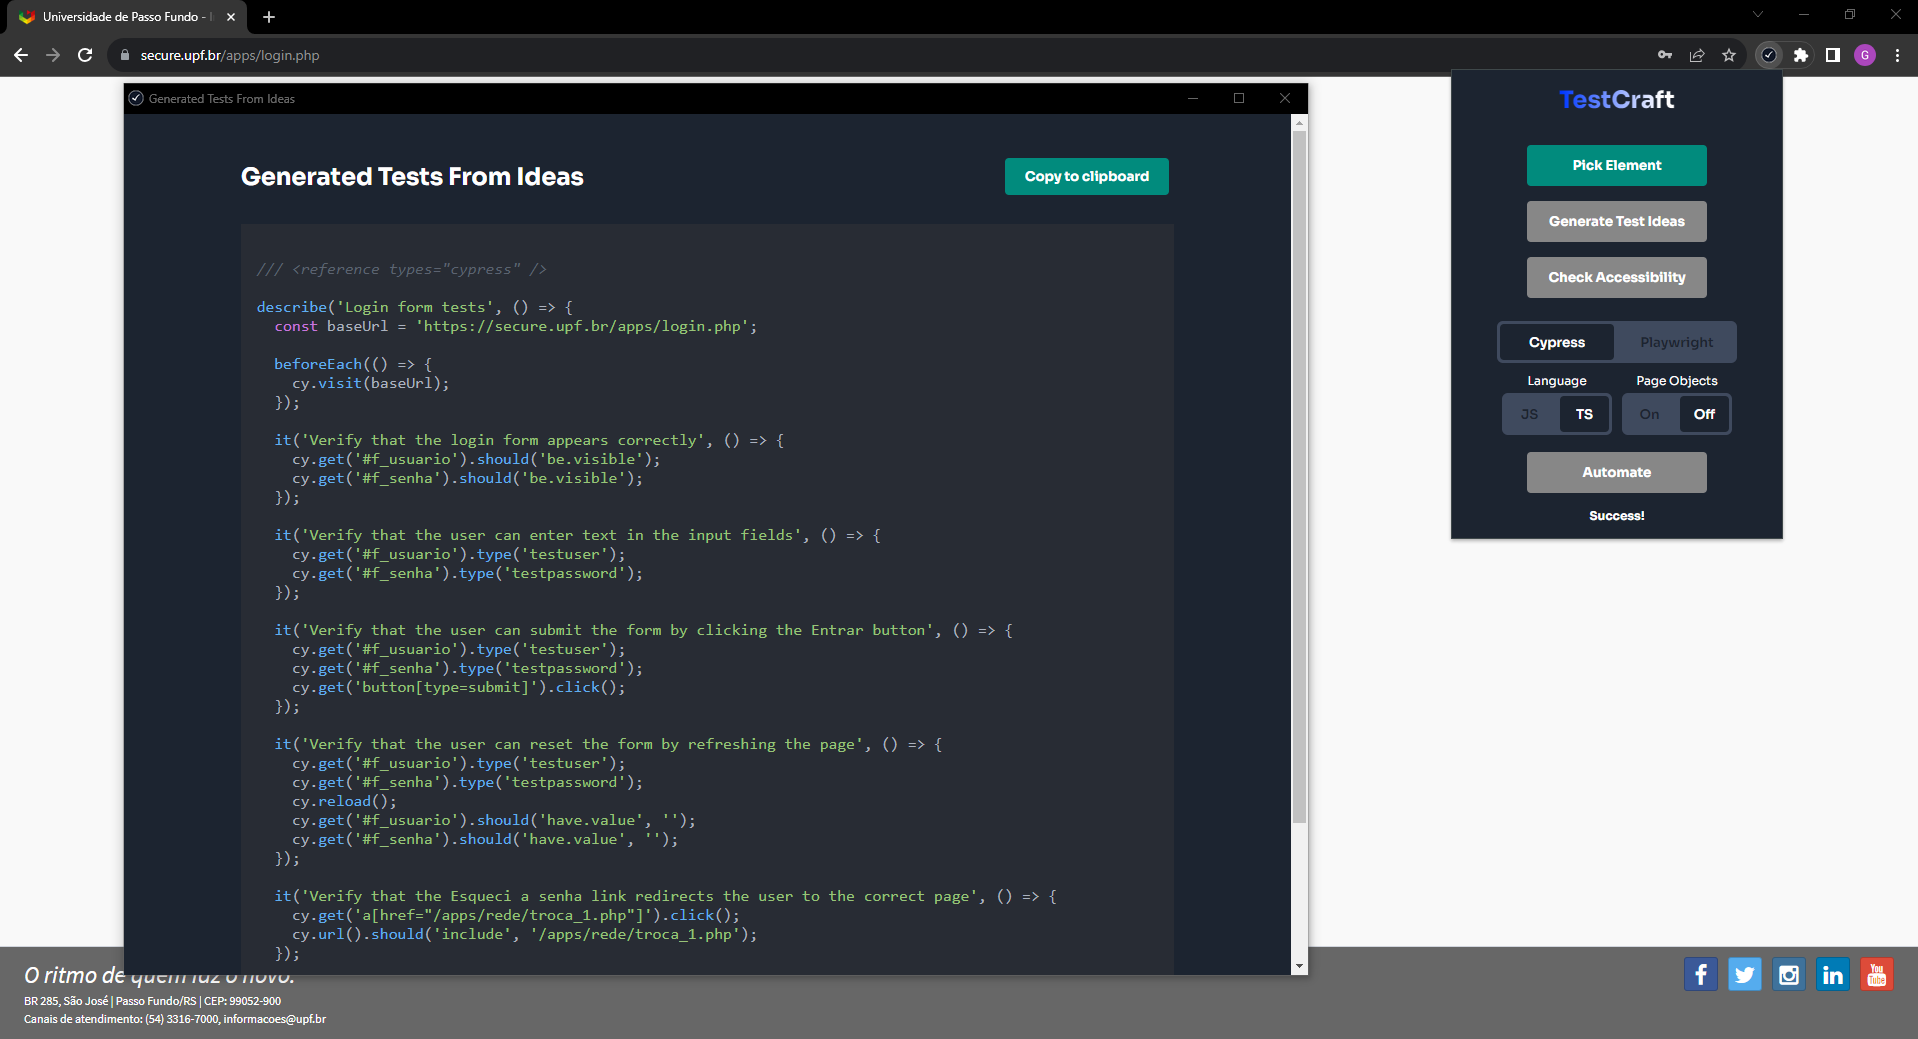 Universidade de Passo Fundo - I
secure.upf.br/apps/login.php
G
Generated Tests From Ideas
Generated Tests From Ideas
Copy to clipboard
/// <reference types="cypress" />
describe('Login form tests', () => {
const baseUrl = 'https://secure.upf.br/apps/login.php';
beforeEach(() => {
cy.visit(baseUrl);
});
it('Verify that the login form appears correctly', () => {
cy.get('#f_usuario').should('be.visible');
cy.get('#f_senha').should('be.visible');
});
it('Verify that the user can enter text in the input fields', () => {
cy.get('#f_usuario').type('testuser');
cy.get('#f_senha').type('testpassword');
});
it('Verify that the user can submit the form by clicking the Entrar button', () => {
cy.get('#f_usuario').type('testuser');
cy.get('#f_senha').type('testpassword');
cy.get('button[type=submit]').click();
});
it('Verify that the user can reset the form by refreshing the page', () => {
cy.get('#f_usuario').type('testuser');
cy.get('#f_senha').type('testpassword');
cy.reload();
cy.get('#f_usuario').should('have.value', '');
cy.get('#f_senha').should('have.value', '');
});
it('Verify that the Esqueci a senha link redirects the user to the correct page', () => {
cy.get('a[href="/apps/rede/troca_1.php"]').click();
cy.url().should('include', '/apps/rede/troca_1.php');
});
TestCraft
Pick Element
Generate Test Ideas
Check Accessibility
Cypress Playwright
Language Page Objects
JS TS On Off
Automate
Success!
O ritmo de quem faz o novo.
BR 285, São José | Passo Fundo/RS | CEP: 99052-900
Canais de atendimento: (54) 3316-7000, informacoes@upf.br
You Tube